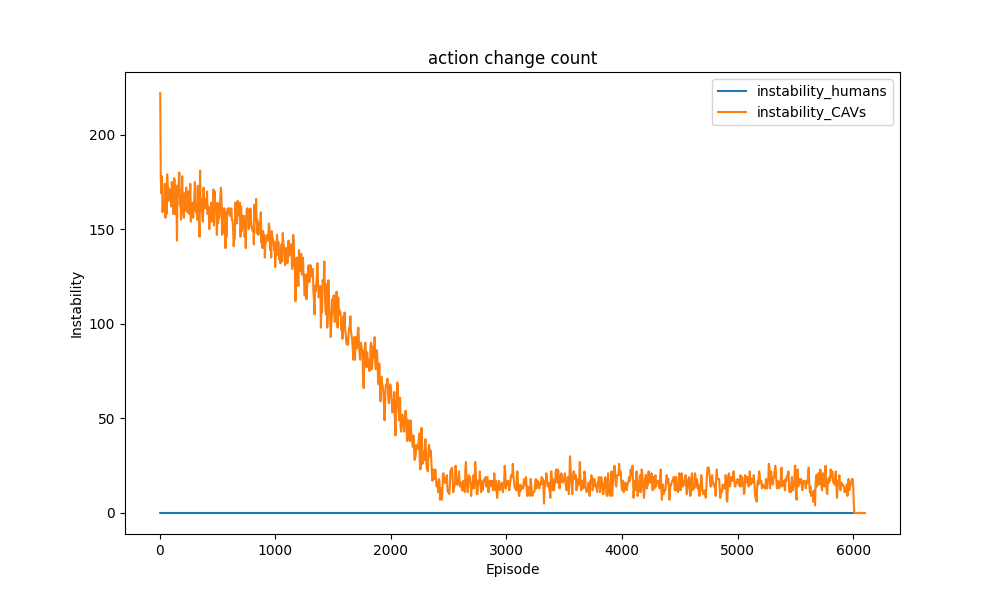 action change count
instability_humans
instability_CAVs
200
150
100
50
0
Instability
0 1000 2000 3000 4000 5000 6000
Episode